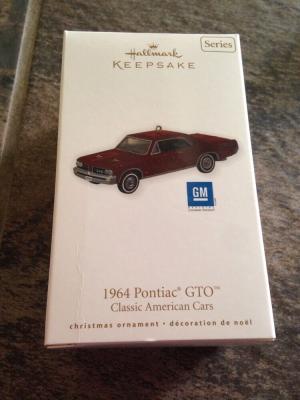 Hallmark
KEEPSAKE
Series
GM
1964 Pontiac® GTO™
Classic American Cars
christmas ornament • décoration de noël